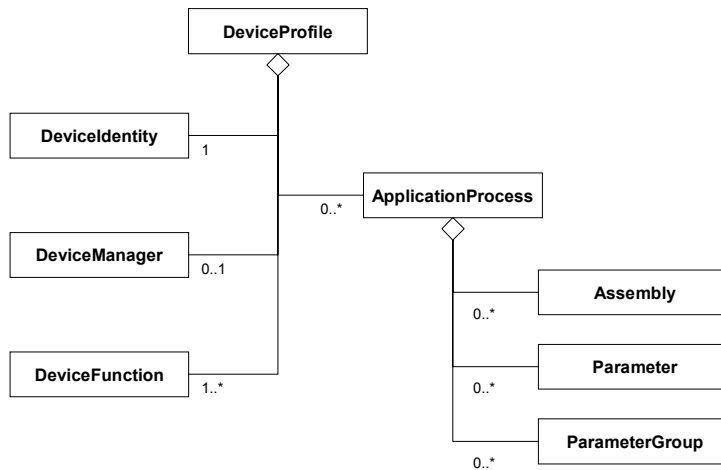 DeviceProfile
DeviceIdentity
1
ApplicationProcess
0..*
DeviceManager
0..1
Assembly
0..*
DeviceFunction
1..*
Parameter
0..*
ParameterGroup
0..*